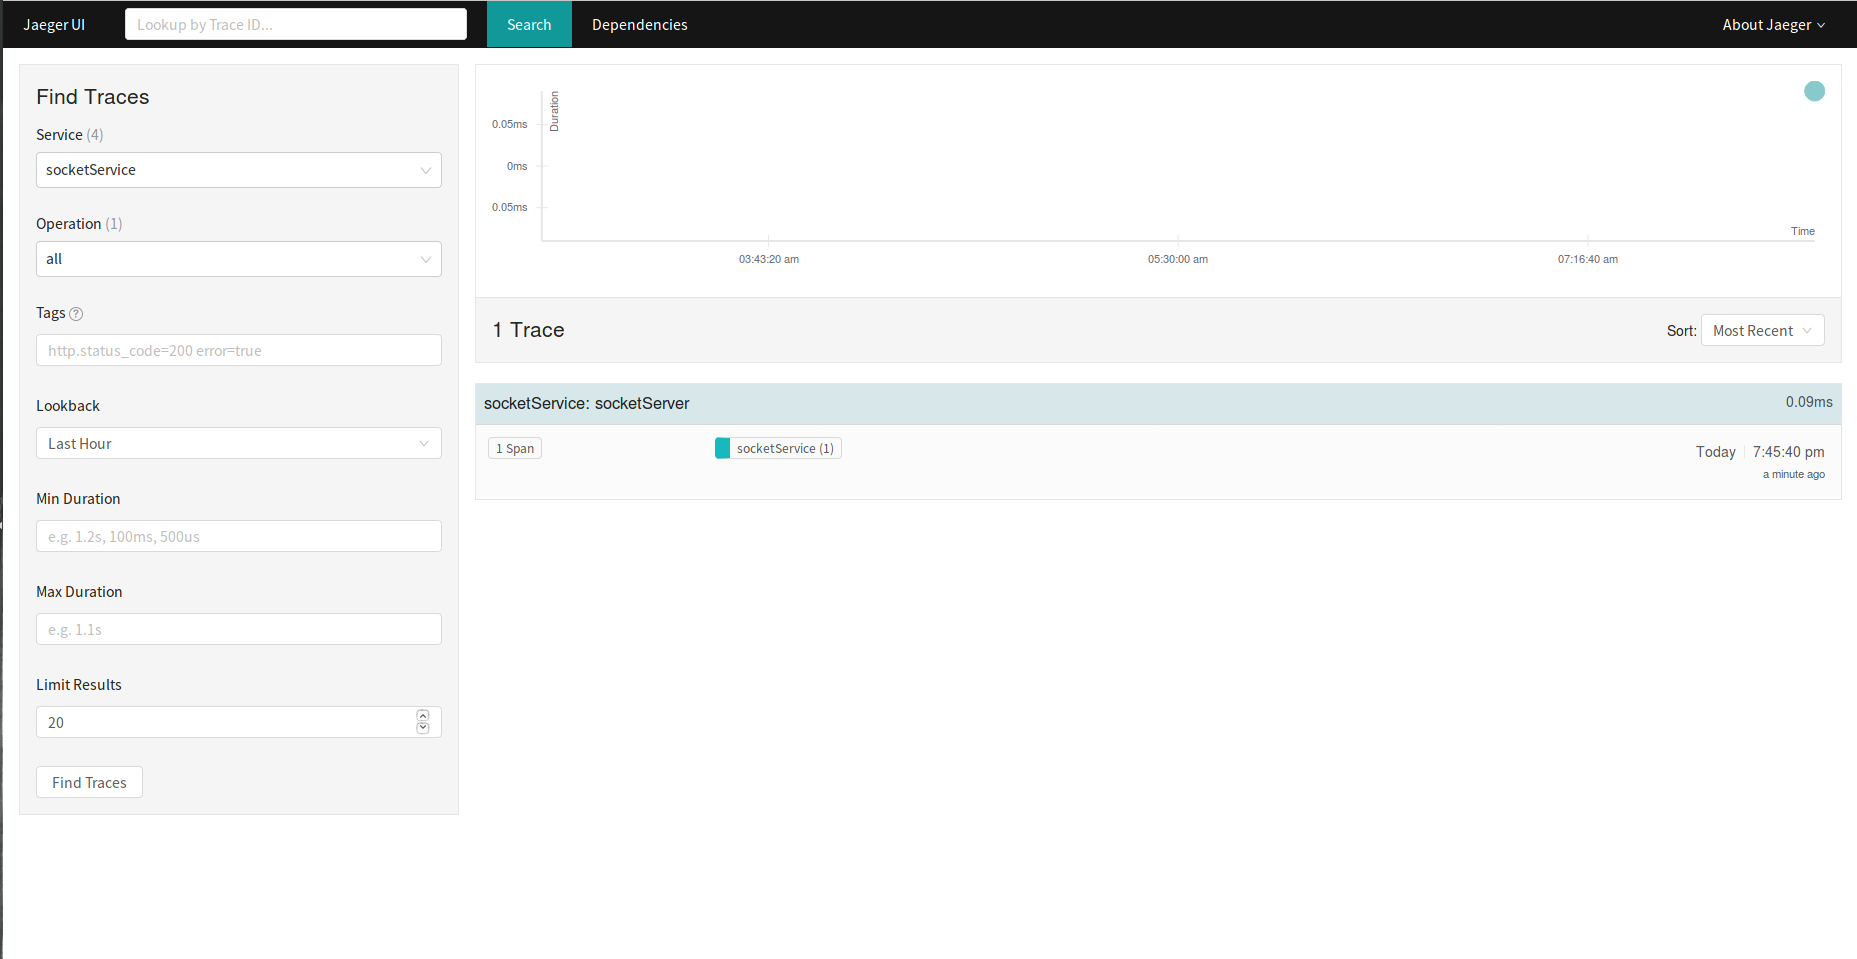 Jaeger UI
Lookup by Trace ID...
Search
Dependencies
About Jaeger
Find Traces
Service (4)
socketService
Operation (1)
all
Tags ?
http.status_code=200 error=true
Lookback
Last Hour
Min Duration
e.g. 1.2s, 100ms, 500us
Max Duration
e.g. 1.1s
Limit Results
20
Find Traces
Duration
0.05ms
0ms
0.05ms
Time
03:43:20 am
05:30:00 am
07:16:40 am
1 Trace
Sort: Most Recent
socketService: socketServer
0.09ms
1 Span
socketService (1)
Today
7:45:40 pm
a minute ago